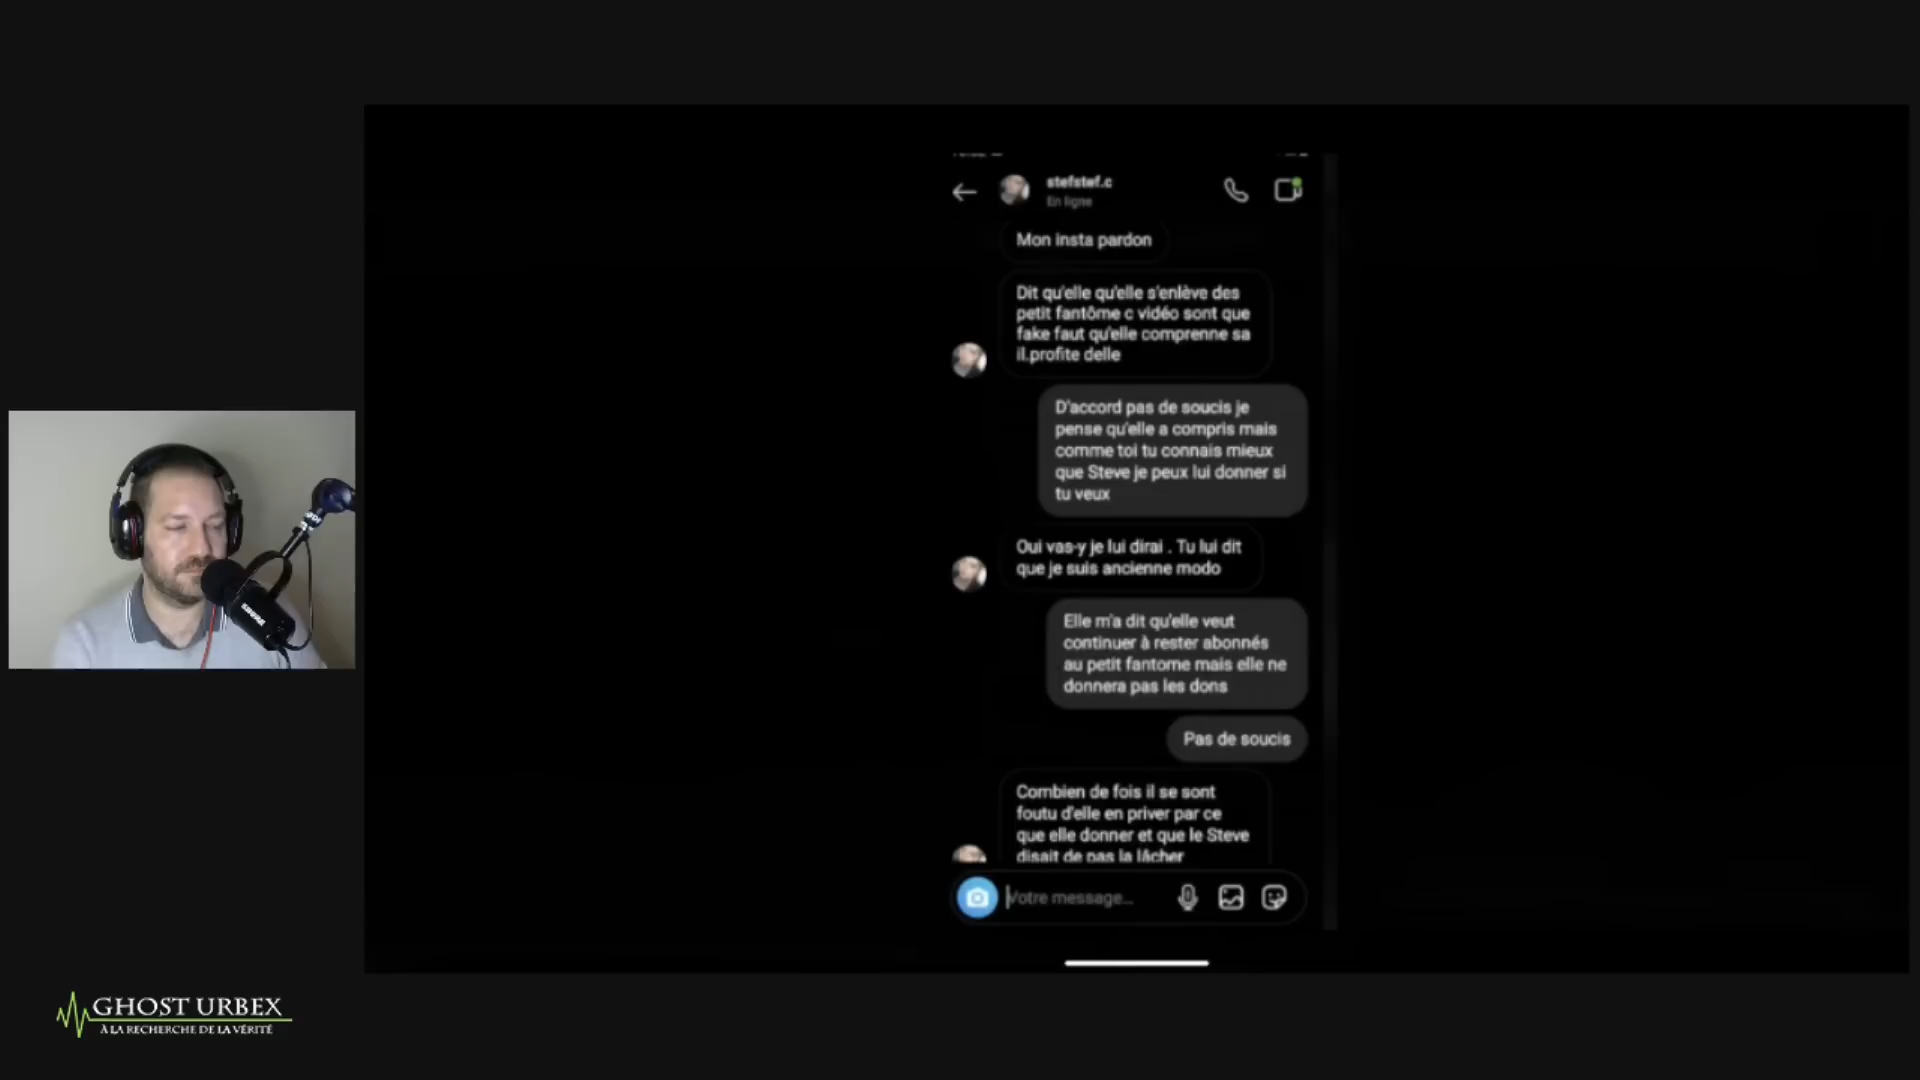 stefstef.c
En ligne
Mon insta pardon
Dit qu'elle qu'elle s'enlève des
petit fantôme c vidéo sont que
fake faut qu'elle comprenne sa
il.profite delle
D'accord pas de soucis je
pense qu'elle a compris mais
comme toi tu connais mieux
que Steve je peux lui donner si
tu veux
Oui vas-y je lui dirai . Tu lui dit
que je suis ancienne modo
Elle m'a dit qu'elle veut
continuer à rester abonnés
au petit fantome mais elle ne
donnera pas les dons
Pas de soucis
Combien de fois il se sont
foutu d'elle en priver par ce
que elle donner et que le Steve
disait de pas la lâcher
Votre message...
SHURE
GHOST URBEX
À LA RECHERCHE DE LA VÉRITÉ